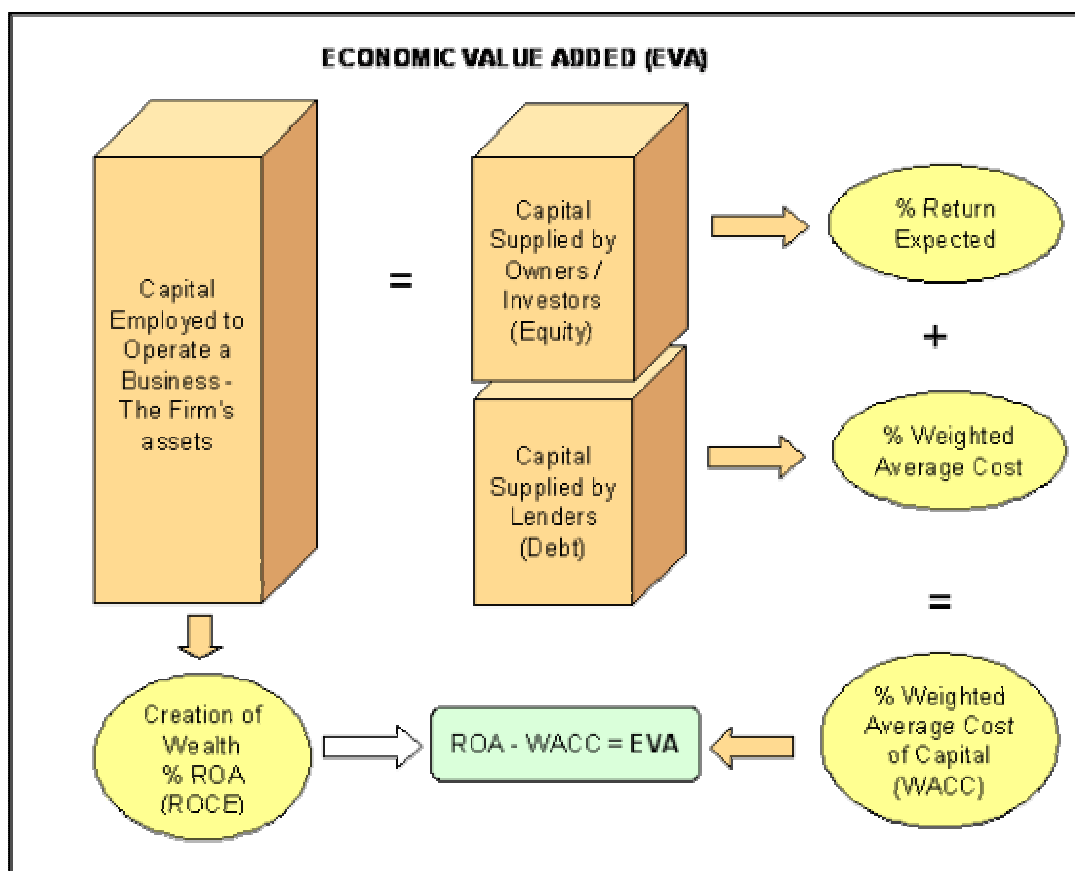 ECONOMIC VALUE ADDED (EVA)
Capital
Employed to
Operate a
Business -
The Firm's
assets
=
Capital
Supplied by
Owners /
Investors
(Equity)
% Return
Expected
+
Capital
Supplied by
Lenders
(Debt)
% Weighted
Average Cost
=
Creation of
Wealth
% ROA
(ROCE)
ROA - WACC = EVA
% Weighted
Average Cost
of Capital
(WACC)